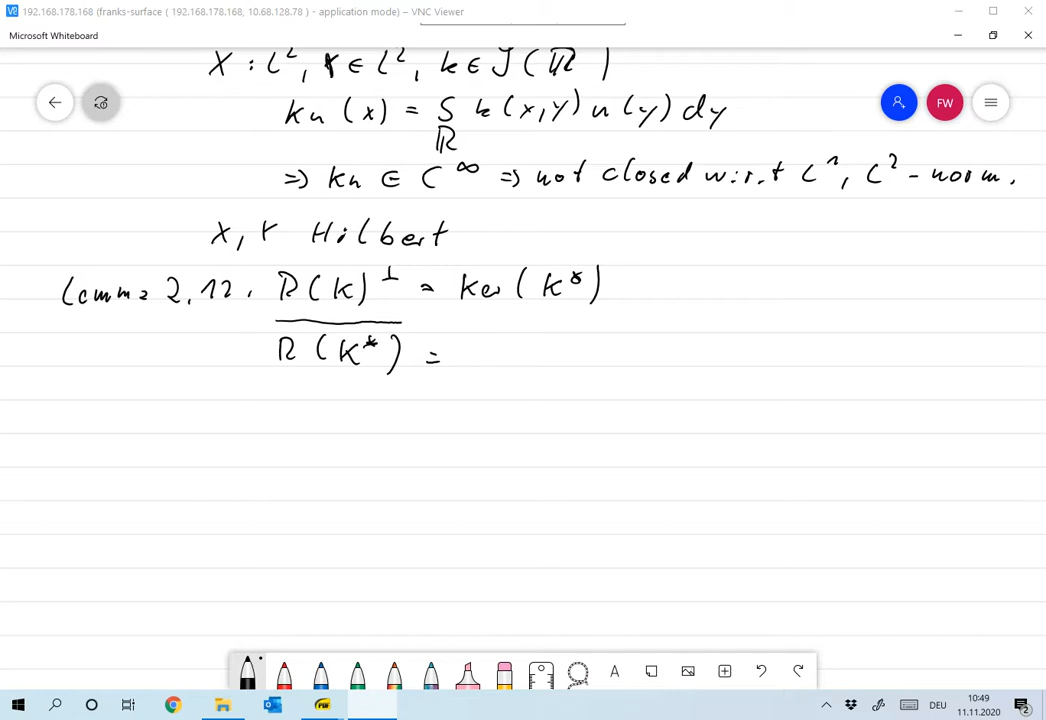 192.168.178.168 (franks-surface ( 192.168.178.168, 10.68.128.78 ) - application mode) – VNC Viewer
Microsoft Whiteboard
X : L², Y ∈ L², k ∈ S(ℝ )
Ku (x) = ∫ k(x,y) u(y) dy
ℝ
=> Ku ∈ C^∞ => not closed w.r.t L¹, L² - norm.
FW
X, Y Hilbert
Lemma 2.12. R(K)^⊥ = ker(K*)
R(K*) =
DEU
10:49
11.11.2020
2